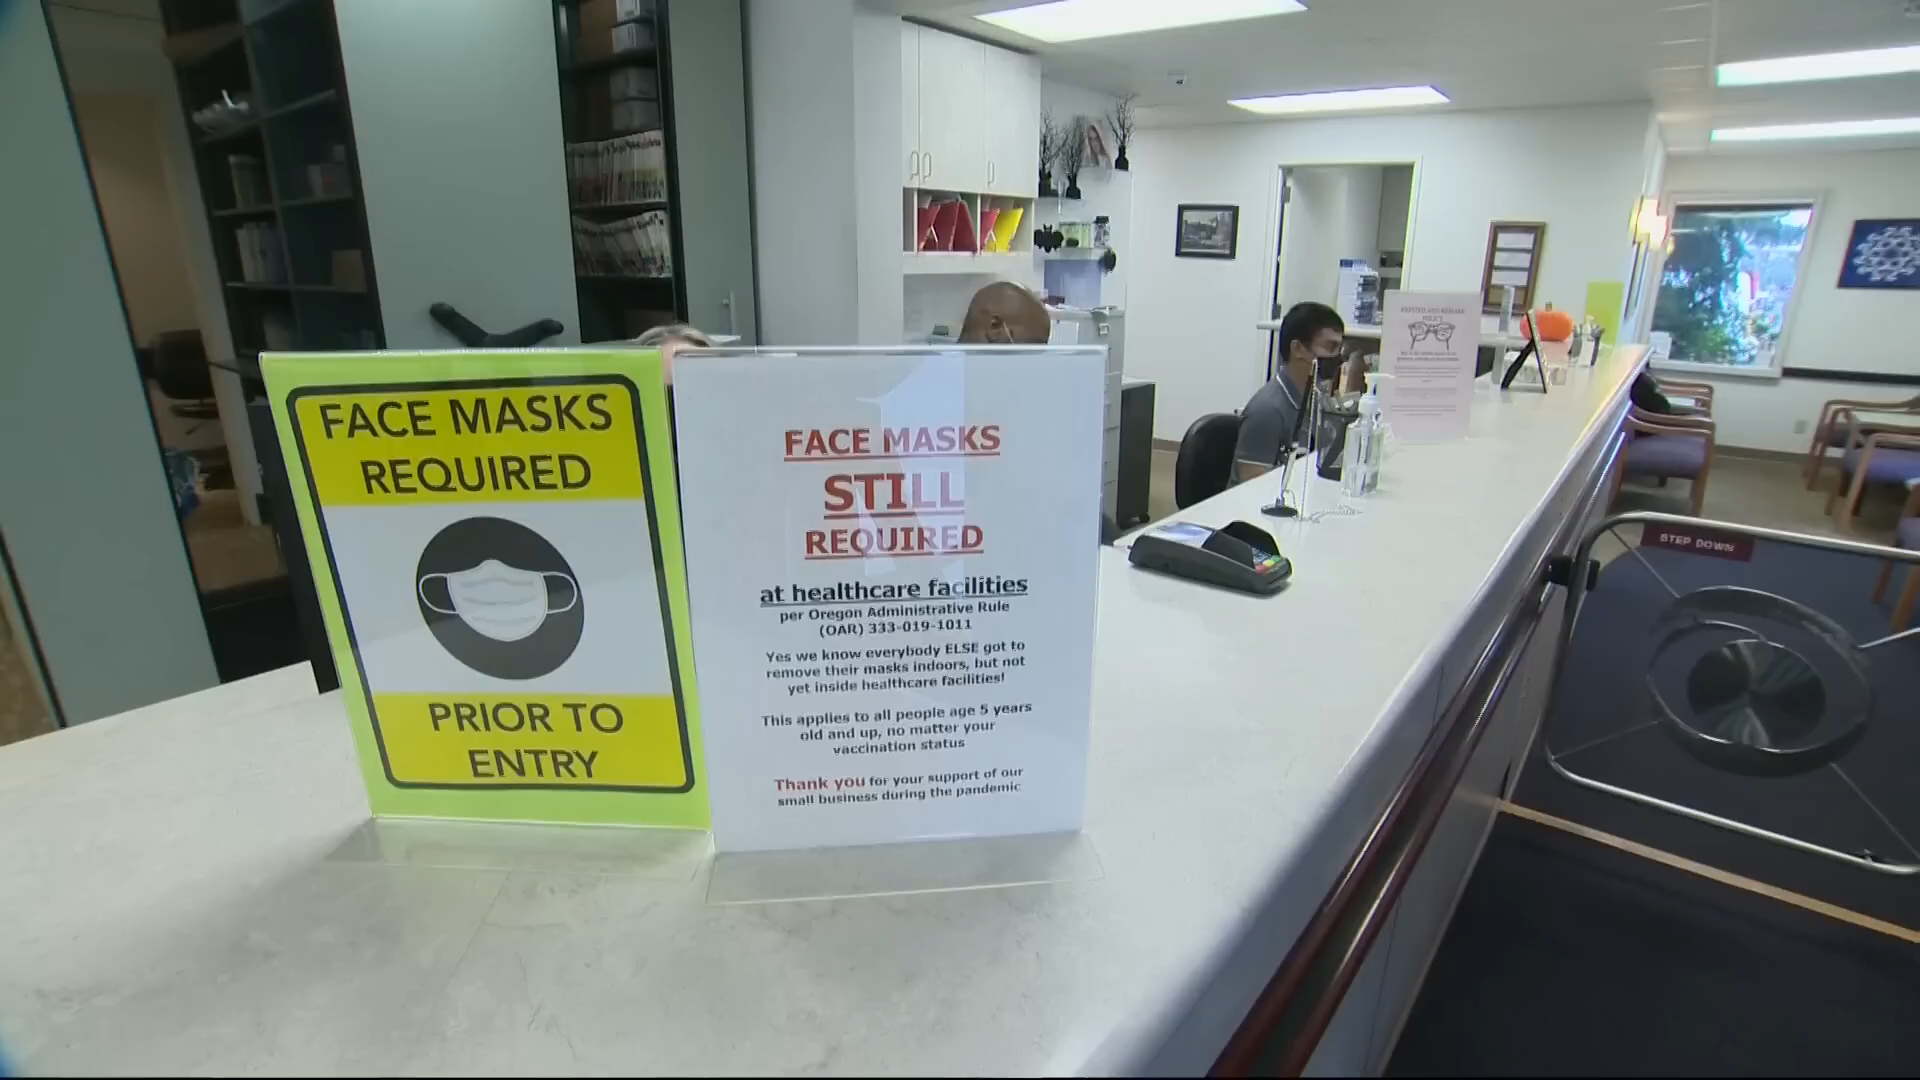 FACE MASKS
REQUIRED
PRIOR TO
ENTRY
FACE MASKS
STILL
REQUIRED
at healthcare facilities
per Oregon Administrative Rule
(OAR) 333-019-1011
Yes we know everybody ELSE got to
remove their masks indoors, but not
yet inside healthcare facilities!
This applies to all people age 5 years
old and up, no matter your
vaccination status
Thank you for your support of our
small business during the pandemic
STEP DOWN